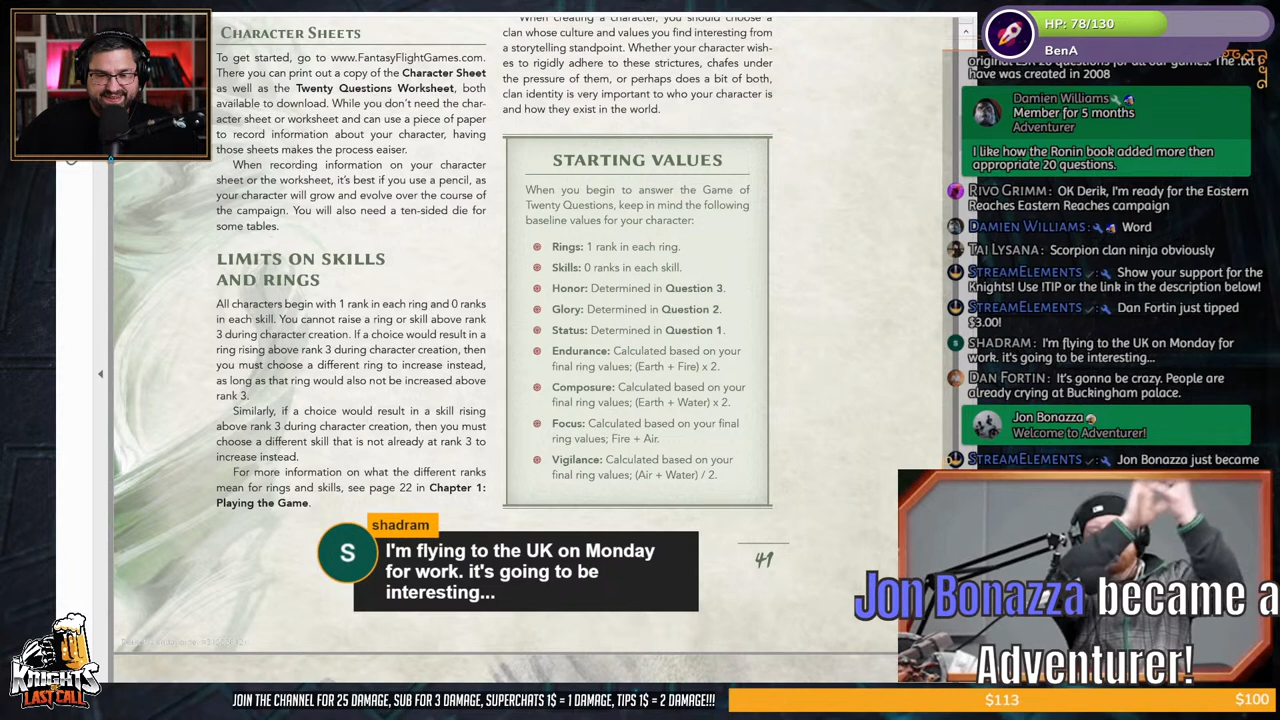 CHARACTER SHEETS
To get started, go to www.FantasyFlightGames.com.
There you can print out a copy of the Character Sheet
as well as the Twenty Questions Worksheet, both
available to download. While you don't need the char-
acter sheet or worksheet and can use a piece of paper
to record information about your character, having
those sheets makes the process eaiser.
When recording information on your character
sheet or the worksheet, it's best if you use a pencil, as
your character will grow and evolve over the course of
the campaign. You will also need a ten-sided die for
some tables.
LIMITS ON SKILLS
AND RINGS
All characters begin with 1 rank in each ring and 0 ranks
in each skill. You cannot raise a ring or skill above rank
3 during character creation. If a choice would result in a
ring rising above rank 3 during character creation, then
you must choose a different ring to increase instead,
as long as that ring would also not be increased above
rank 3.
Similarly, if a choice would result in a skill rising
above rank 3 during character creation, then you must
choose a different skill that is not already at rank 3 to
increase instead.
For more information on what the different ranks
mean for rings and skills, see page 22 in Chapter 1:
Playing the Game.
When creating a character, you should choose a
clan whose culture and values you find interesting from
a storytelling standpoint. Whether your character wish-
es to rigidly adhere to these strictures, chafes under
the pressure of them, or perhaps does a bit of both,
clan identity is very important to who your character is
and how they exist in the world.
STARTING VALUES
When you begin to answer the Game of
Twenty Questions, keep in mind the following
baseline values for your character:
Rings: 1 rank in each ring.
Skills: 0 ranks in each skill.
Honor: Determined in Question 3.
Glory: Determined in Question 2.
Status: Determined in Question 1.
Endurance: Calculated based on your
final ring values; (Earth + Fire) x 2.
Composure: Calculated based on your
final ring values; (Earth + Water) x 2.
Focus: Calculated based on your final
ring values; Fire + Air.
Vigilance: Calculated based on your
final ring values; (Air + Water) / 2.
49
S
shadram
I'm flying to the UK on Monday
for work. it's going to be
interesting...
HP: 78/130
BenA
have was created in 2008
Damien Williams
Member for 5 months
Adventurer
I like how the Ronin book added more then
appropriate 20 questions.
RIVO GRIMM: OK Derik, I'm ready for the Eastern
Reaches Eastern Reaches campaign
DAMIEN WILLIAMS: Word
TAI LYSANA: Scorpion clan ninja obviously
STREAMELEMENTS: Show your support for the
Knights! Use !TIP or the link in the description below!
STREAMELEMENTS: Dan Fortin just tipped
$3.00!
S SHADRAM: I'm flying to the UK on Monday for
work. it's going to be interesting...
DAN FORTIN: It's gonna be crazy. People are
already crying at Buckingham palace.
Jon Bonazza
Welcome to Adventurer!
STREAMELEMENTS: Jon Bonazza just became
Jon Bonazza became a
Adventurer!
KNIGHTS
OF
LAST CALL
JOIN THE CHANNEL FOR 25 DAMAGE, SUB FOR 3 DAMAGE, SUPERCHATS 1$ = 1 DAMAGE, TIPS 1$ = 2 DAMAGE!!!
$113
$100